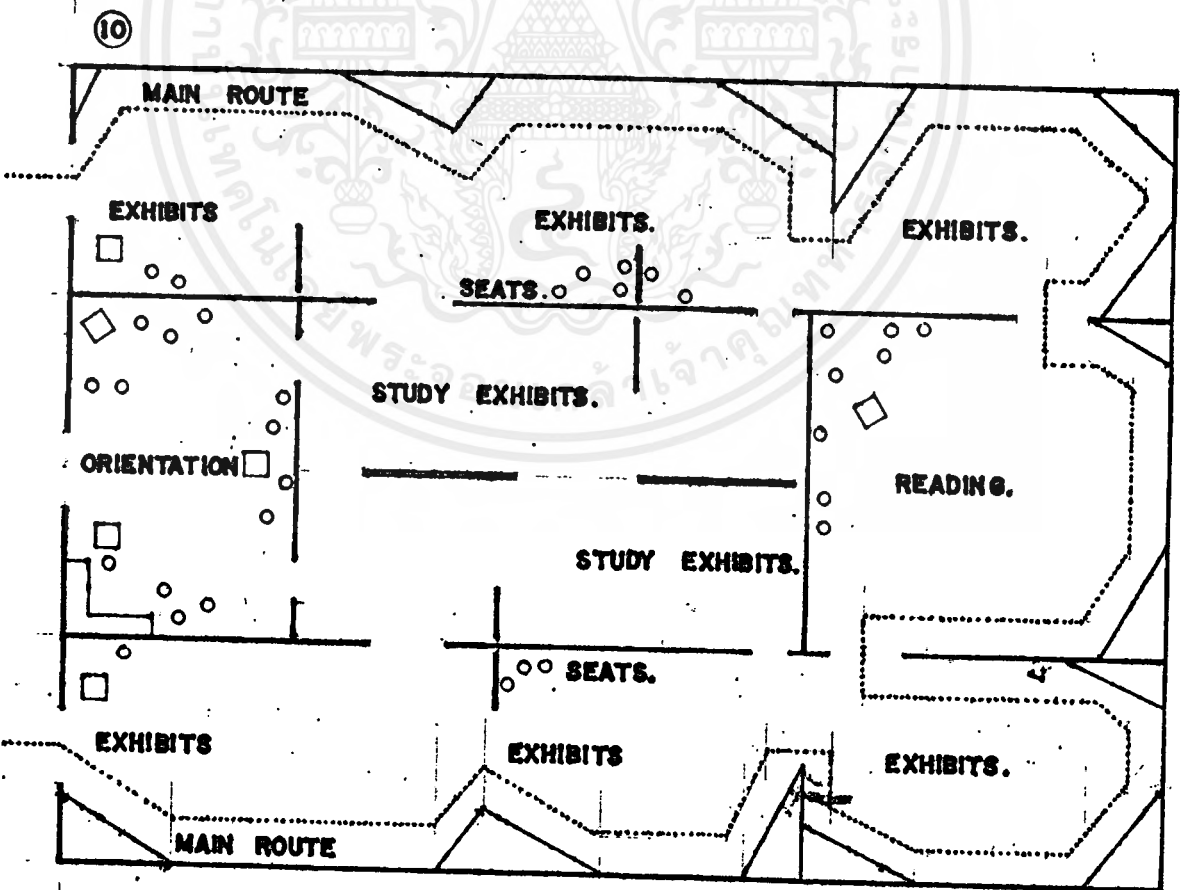 10
MAIN ROUTE
EXHIBITS
EXHIBITS.
EXHIBITS.
SEATS.
STUDY EXHIBITS.
ORIENTATION
READING.
STUDY EXHIBITS.
SEATS.
EXHIBITS
EXHIBITS
EXHIBITS.
MAIN ROUTE